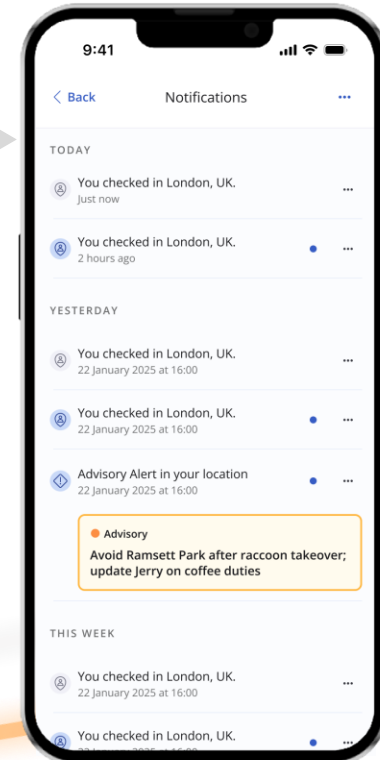 9:41
Back
Notifications
TODAY
You checked in London, UK.
Just now
You checked in London, UK.
2 hours ago
YESTERDAY
You checked in London, UK.
22 January 2025 at 16:00
You checked in London, UK.
22 January 2025 at 16:00
Advisory Alert in your location
22 January 2025 at 16:00
Advisory
Avoid Ramsett Park after raccoon takeover;
update Jerry on coffee duties
THIS WEEK
You checked in London, UK.
22 January 2025 at 16:00
You checked in London, UK.